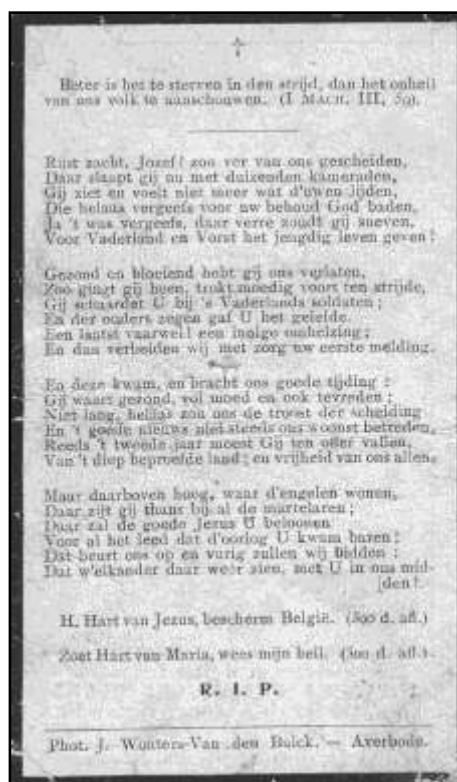 Beter is het te sterven in den strijd, dan het onheil
van ons volk te aanschouwen. (I MACH. III, 59).
Rust zacht, Jozef! zoo ver van ons gescheiden,
Daar slaapt gij nu met duizenden kameraden,
Gij ziet en voelt niet meer wat d'uwen lijden,
Die helaas vergeefs voor uw behoud God baden,
Ja 't was vergeefs, daar verre zoudt gij sneven,
Voor Vaderland en Vorst het jeugdig leven geven!
Gezond en bloeiend hebt gij ons verlaten,
Zoo gingt gij heen, trokt moedig voort ten strijde,
Gij schaardet U bij 's Vaderlands soldaten;
En der ouders zegen gaf U het geleide.
Een laatst vaarwel! een innige omhelzing;
En dan verbeiden wij met zorg uw eerste melding.
En deze kwam, en bracht ons goede tijding:
Gij waart gezond, vol moed en ook tevreden;
Niet lang, helaas zou ons de troost der scheiding
En 't goede nieuws niet steeds ons woonst betreden,
Reeds 't tweede jaar moest Gij ten offer vallen,
Van 't diep beproefde land; en vrijheid van ons allen.
Maar daarboven hoog, waar d'engelen wonen,
Daar zijt gij thans bij al de martelaren;
Daar zal de goede Jezus U beloonen
Voor al het leed dat d'oorlog U kwam baren!
Dat beurt ons op en vurig zullen wij bidden:
Dat w'elkander daar weer zien, met U in ons mid-
[den!.
H. Hart van Jezus, bescherm België. (300 d. afl.)
Zoet Hart van Maria, wees mijn heil. (300 d. afl.).
R. I. P.
Phot. J. Wouters-Van den Bulck. — Averbode.